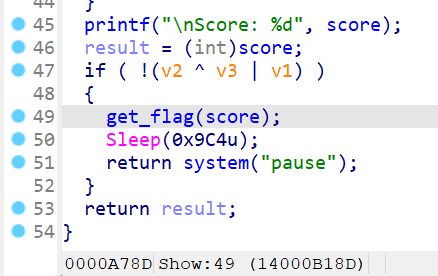 44 }
45 printf("\nScore: %d", score);
46 result = (int)score;
47 if ( !(v2 ^ v3 | v1) )
48 {
49 get_flag(score);
50 Sleep(0x9C4u);
51 return system("pause");
52 }
53 return result;
54 }
0000A78D Show:49 (14000B18D)